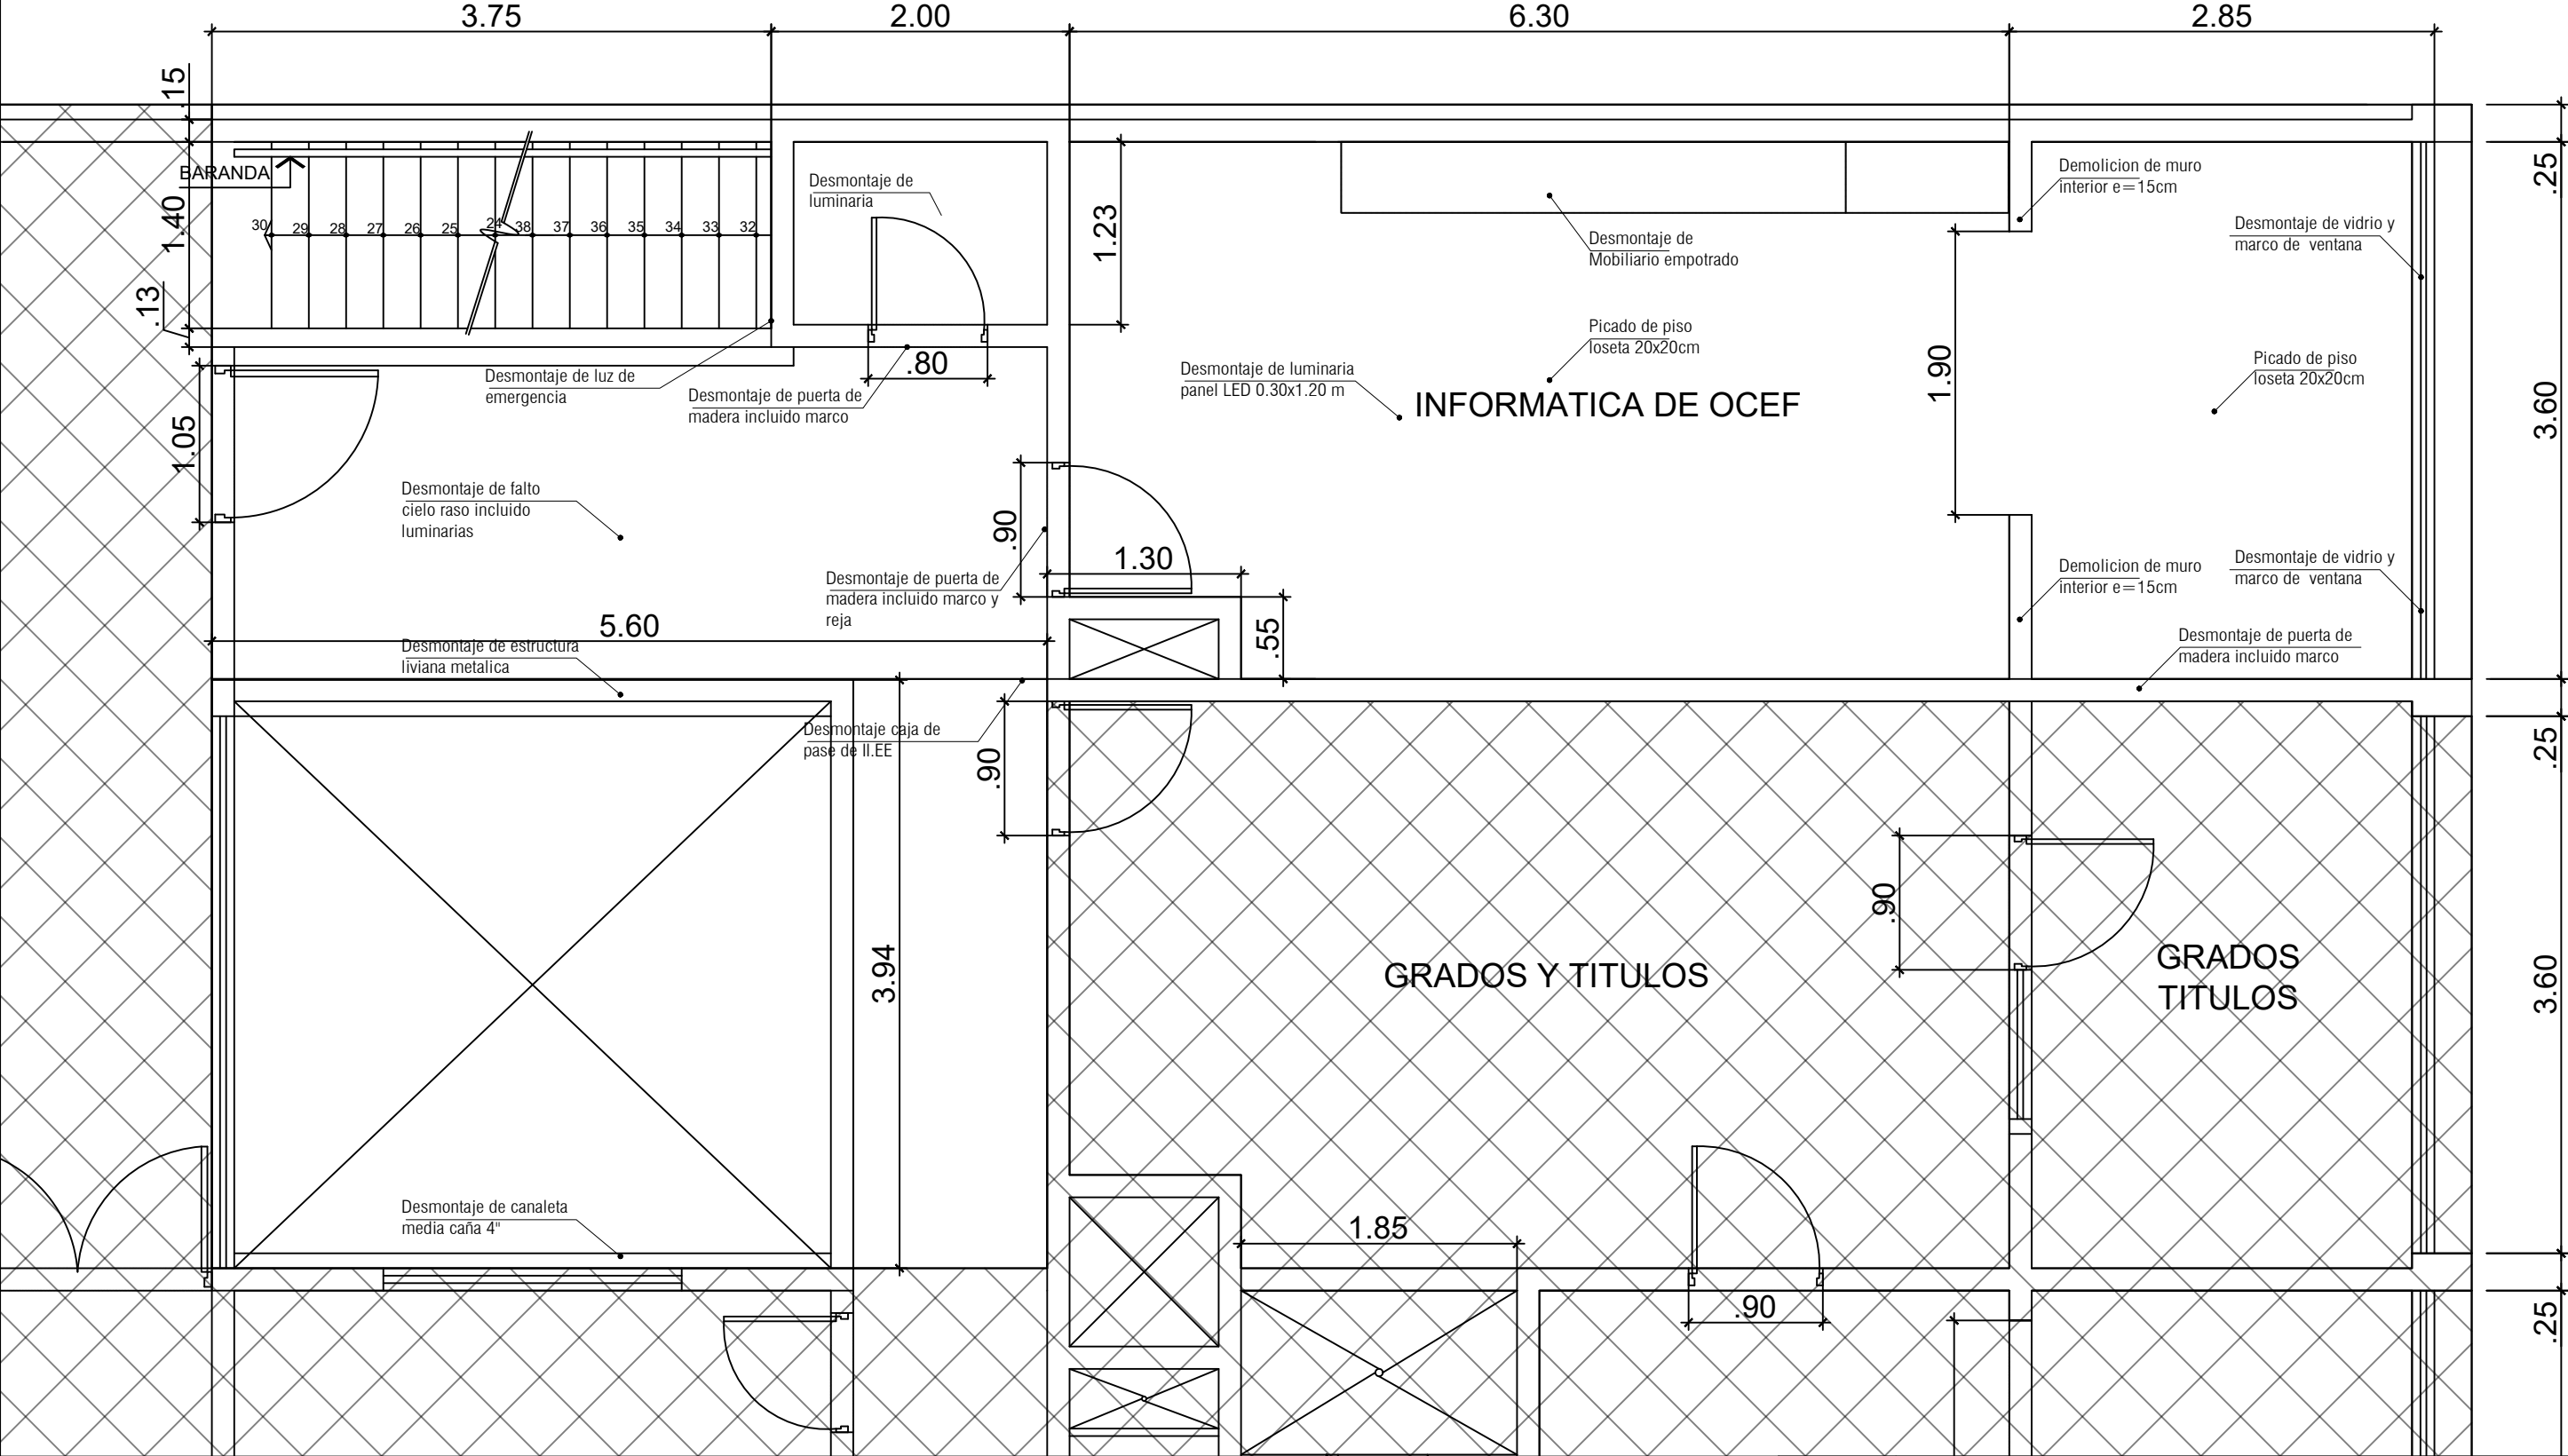 3.75
2.00
6.30
2.85
.15
BARANDA
1.40
.13
30
29
28
27
26
25
24
38
37
36
35
34
33
32
Desmontaje de
luminaria
1.23
Desmontaje de
Mobiliario empotrado
Demolicion de muro
interior e=15cm
Desmontaje de vidrio y
marco de ventana
.25
Desmontaje de luz de
emergencia
Desmontaje de puerta de
madera incluido marco
.80
Desmontaje de luminaria
panel LED 0.30x1.20 m
Picado de piso
loseta 20x20cm
INFORMATICA DE OCEF
1.90
Picado de piso
loseta 20x20cm
3.60
1.05
Desmontaje de falto
cielo raso incluido
luminarias
.90
1.30
Desmontaje de puerta de
madera incluido marco y
reja
.55
Demolicion de muro
interior e=15cm
Desmontaje de vidrio y
marco de ventana
Desmontaje de puerta de
madera incluido marco
5.60
Desmontaje de estructura
liviana metalica
Desmontaje caja de
pase de II.EE
.90
.25
3.94
GRADOS Y TITULOS
.90
GRADOS
TITULOS
3.60
Desmontaje de canaleta
media caña 4"
1.85
.90
.25